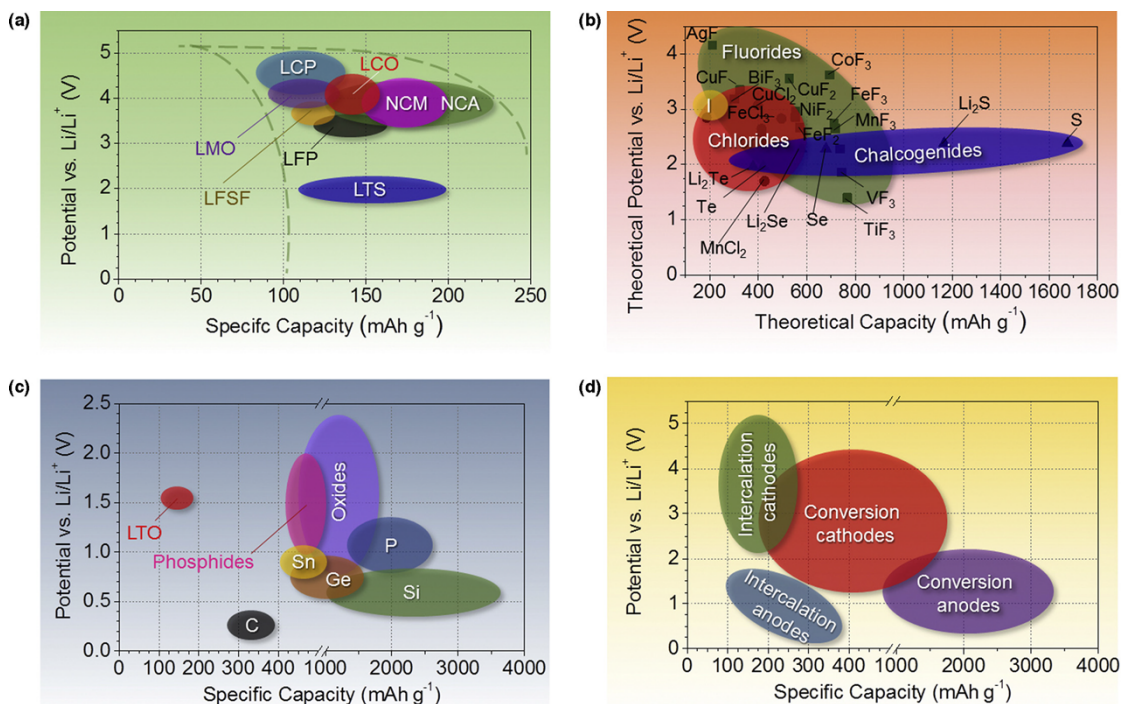 (a)
Potential vs. Li/Li⁺ (V)
5
4
3
2
1
0
LCP
LCO
NCM
NCA
LMO
LFP
LFSF
LTS
0 50 100 150 200 250
Specifc Capacity (mAh g⁻¹)
(b)
Theoretical Potential vs. Li/Li⁺ (V)
4
3
2
1
0
AgF
Fluorides
CoF₃
CuF
BiF₃
CuF₂
I
CuCl₂
FeF₃
Li₂S
FeCl₃
NiF₂
MnF₃
S
Chlorides
FeF₂
Chalcogenides
Li₂Te
Te
Li₂Se
Se
VF₃
TiF₃
MnCl₂
200 400 600 800 1000 1200 1400 1600 1800
Theoretical Capacity (mAh g⁻¹)
(c)
Potential vs. Li/Li⁺ (V)
2.5
2.0
1.5
1.0
0.5
0.0
LTO
Phosphides
Oxides
Sn
Ge
P
Si
C
0 100 200 300 400 1000 2000 3000 4000
Specific Capacity (mAh g⁻¹)
(d)
Potential vs. Li/Li⁺ (V)
5
4
3
2
1
0
Intercalation
cathodes
Conversion
cathodes
Intercalation
anodes
Conversion
anodes
0 100 200 300 400 500 1000 2000 3000 4000
Specific Capacity (mAh g⁻¹)